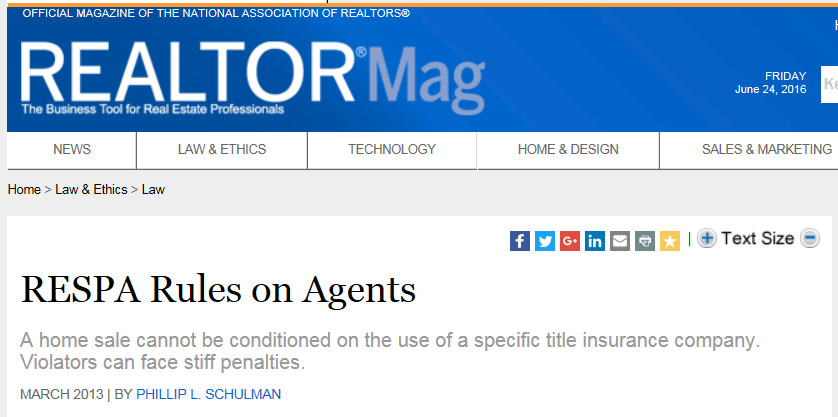 OFFICIAL MAGAZINE OF THE NATIONAL ASSOCIATION OF REALTORS®
REALTOR® Mag
The Business Tool for Real Estate Professionals
FRIDAY
June 24, 2016
NEWS LAW & ETHICS TECHNOLOGY HOME & DESIGN SALES & MARKETING
Home > Law & Ethics > Law
| Text Size
RESPA Rules on Agents
A home sale cannot be conditioned on the use of a specific title insurance company.
Violators can face stiff penalties.
MARCH 2013 | BY PHILLIP L. SCHULMAN